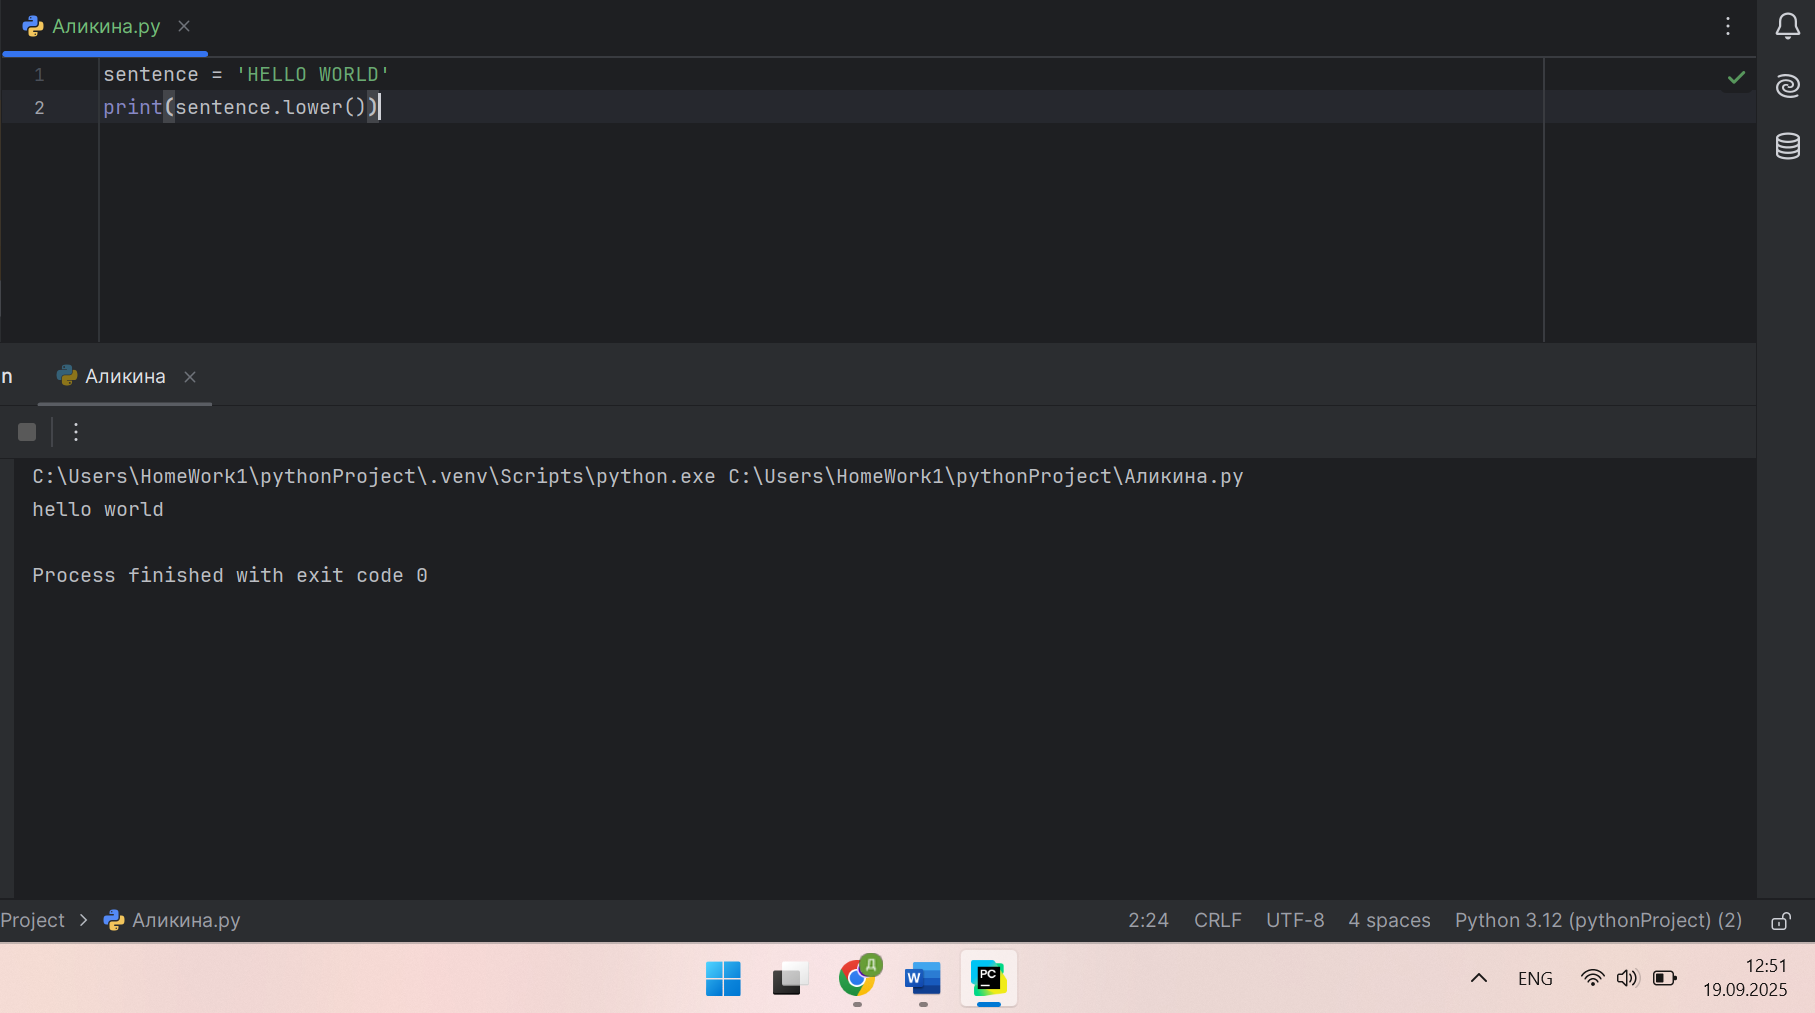 Аликина.py
1 sentence = 'HELLO WORLD'
2 print(sentence.lower())
n Аликина
C:\Users\HomeWork1\pythonProject\.venv\Scripts\python.exe C:\Users\HomeWork1\pythonProject\Аликина.py
hello world
Process finished with exit code 0
Project > Аликина.py 2:24 CRLF UTF-8 4 spaces Python 3.12 (pythonProject) (2)
Д W PC ENG 12:51
19.09.2025